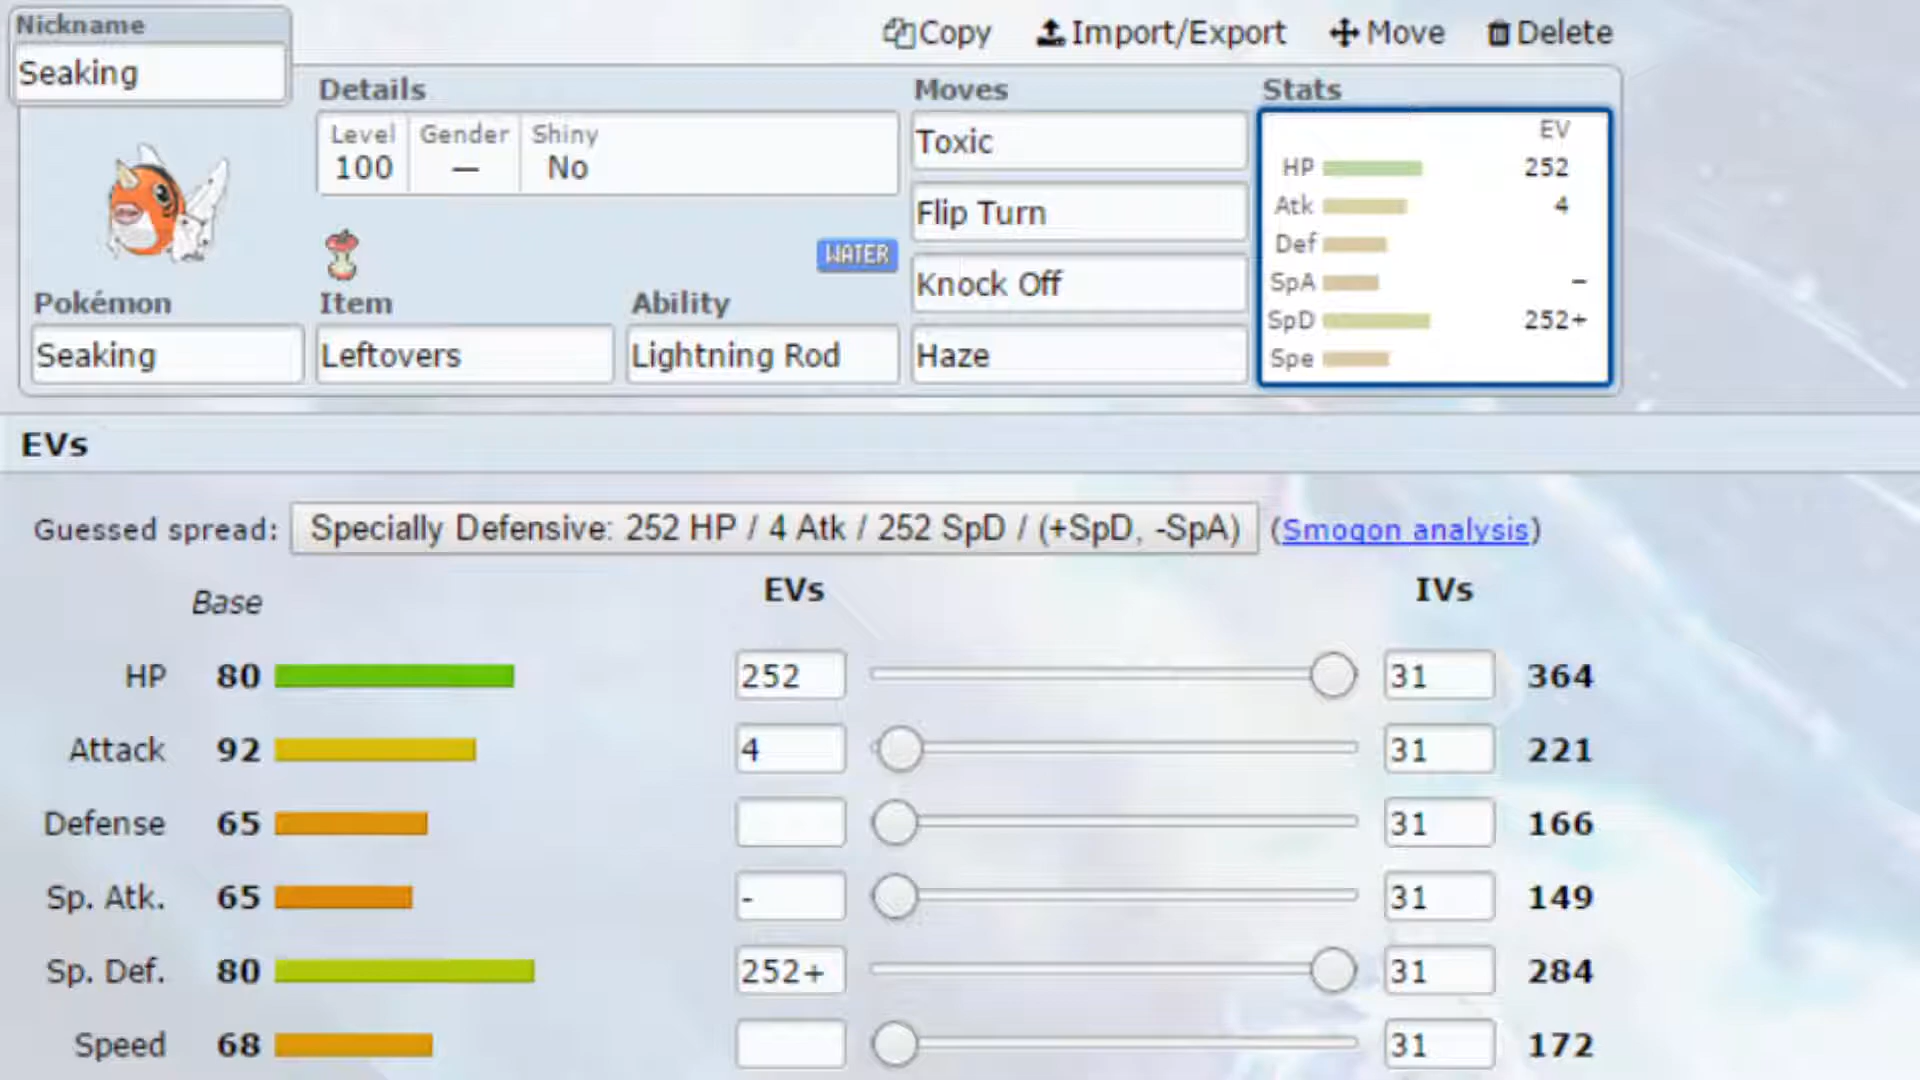 Nickname
Seaking
Copy Import/Export Move Delete
Details
Level Gender Shiny
100 — No
WATER
Pokémon Item Ability
Seaking Leftovers Lightning Rod
Moves
Toxic
Flip Turn
Knock Off
Haze
Stats
EV
HP 252
Atk 4
Def
SpA −
SpD 252+
Spe
EVs
Guessed spread: Specially Defensive: 252 HP / 4 Atk / 252 SpD / (+SpD, -SpA) (Smogon analysis)
Base EVs IVs
HP 80 252 31 364
Attack 92 4 31 221
Defense 65 31 166
Sp. Atk. 65 - 31 149
Sp. Def. 80 252+ 31 284
Speed 68 31 172